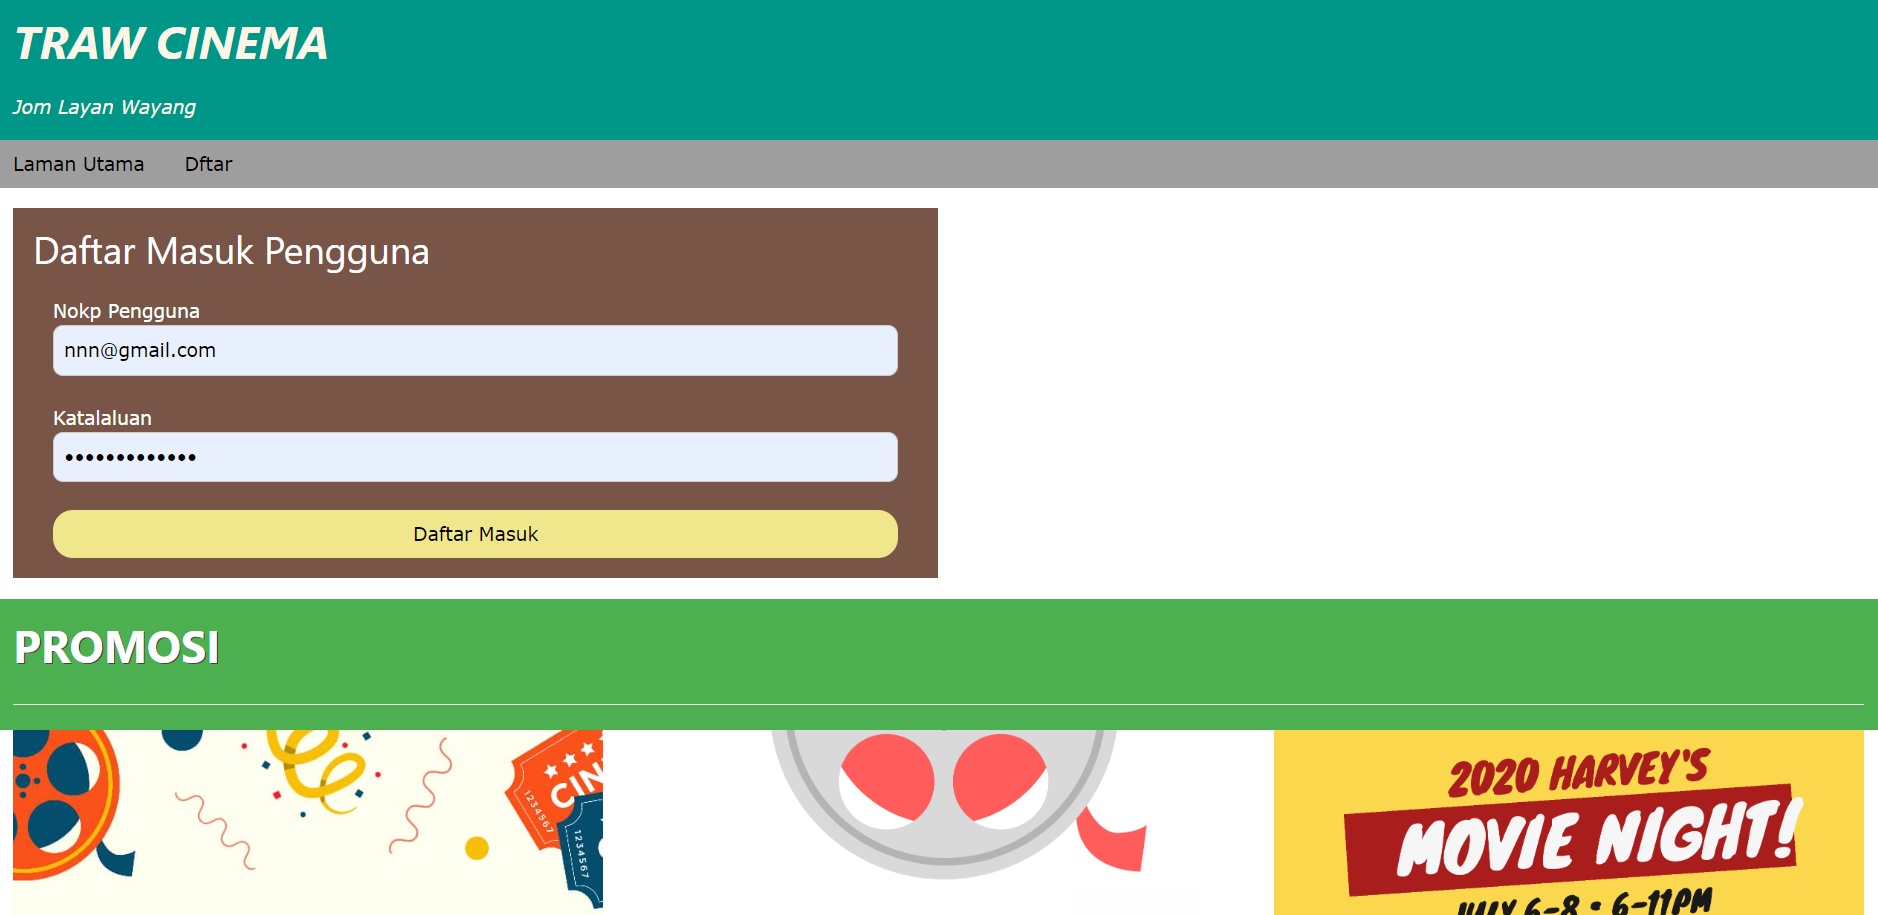 TRAW CINEMA
Jom Layan Wayang
Laman Utama Dftar
Daftar Masuk Pengguna
Nokp Pengguna
nnn@gmail.com
Katalaluan
•••••••••••••
Daftar Masuk
PROMOSI
CIN
1234567
1234567
2020 HARVEY'S
MOVIE NIGHT!
JULY 6-8 • 6-11PM